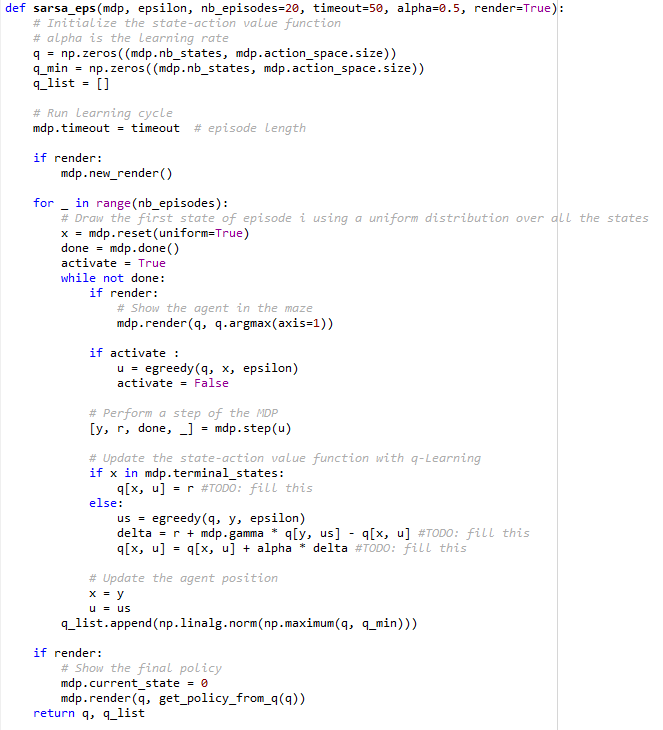 def sarsa_eps(mdp, epsilon, nb_episodes=20, timeout=50, alpha=0.5, render=True):
    # Initialize the state-action value function
    # alpha is the learning rate
    q = np.zeros((mdp.nb_states, mdp.action_space.size))
    q_min = np.zeros((mdp.nb_states, mdp.action_space.size))
    q_list = []

    # Run learning cycle
    mdp.timeout = timeout  # episode length

    if render:
        mdp.new_render()

    for _ in range(nb_episodes):
        # Draw the first state of episode i using a uniform distribution over all the states
        x = mdp.reset(uniform=True)
        done = mdp.done()
        activate = True
        while not done:
            if render:
                # Show the agent in the maze
                mdp.render(q, q.argmax(axis=1))

            if activate :
                u = egreedy(q, x, epsilon)
                activate = False

            # Perform a step of the MDP
            [y, r, done, _] = mdp.step(u)

            # Update the state-action value function with q-Learning
            if x in mdp.terminal_states:
                q[x, u] = r #TODO: fill this
            else:
                us = egreedy(q, y, epsilon)
                delta = r + mdp.gamma * q[y, us] - q[x, u] #TODO: fill this
                q[x, u] = q[x, u] + alpha * delta #TODO: fill this

            # Update the agent position
            x = y
            u = us
        q_list.append(np.linalg.norm(np.maximum(q, q_min)))

    if render:
        # Show the final policy
        mdp.current_state = 0
        mdp.render(q, get_policy_from_q(q))
    return q, q_list